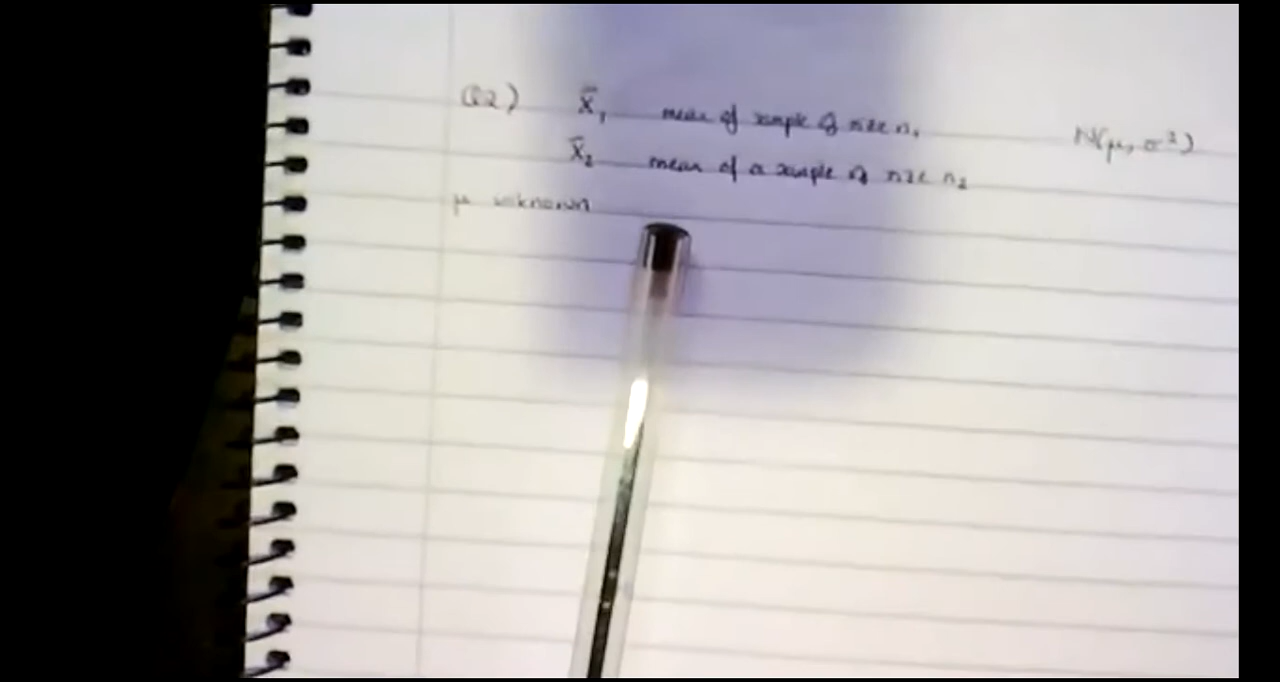 Q2) X̄₁ mean of sample of size n₁ N(μ, σ²)
X̄₂ mean of a sample of size n₂
μ unknown